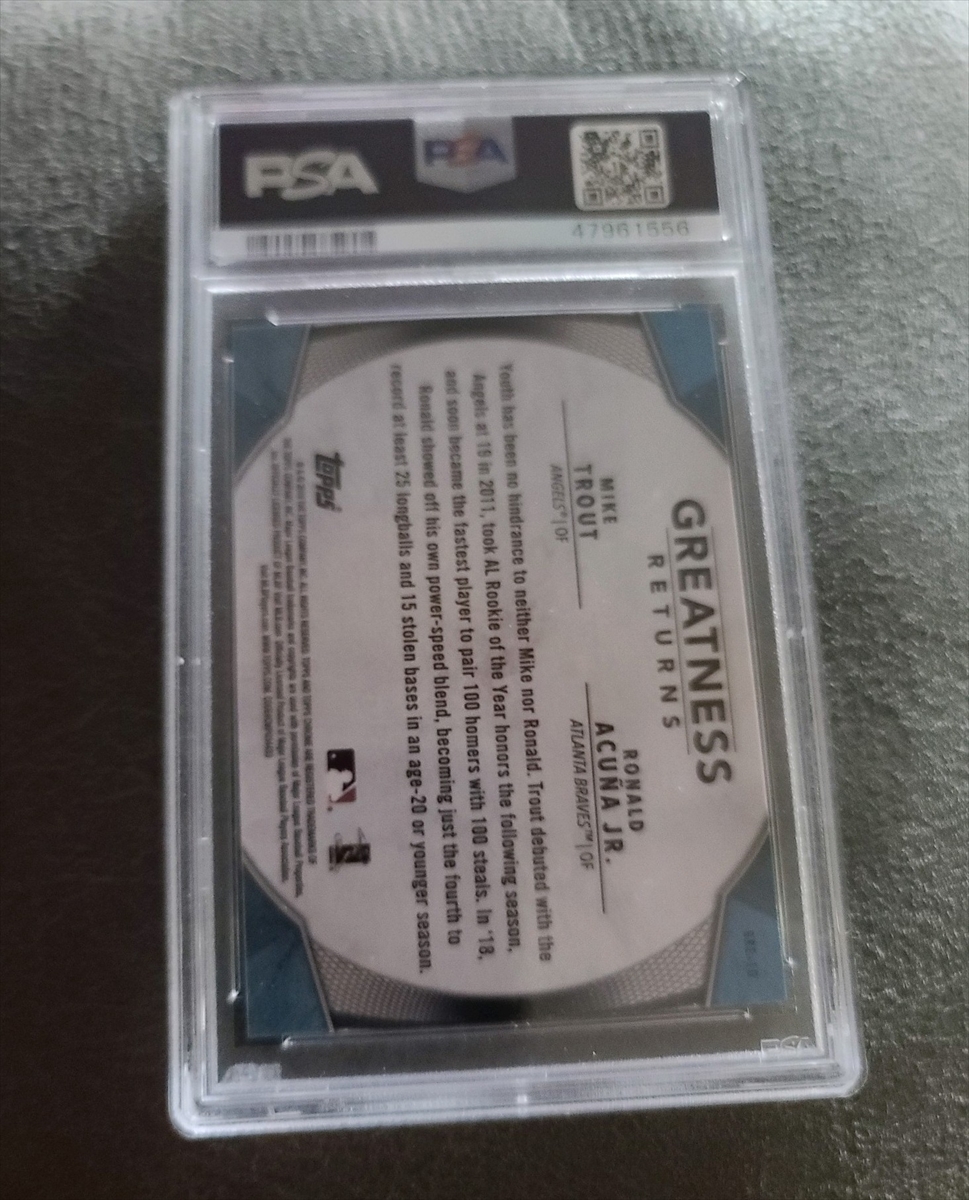 PSA
PSA
47961556
GREATNESS
RETURNS
MIKE
TROUT
ANGELS® | OF
RONALD
ACUÑA JR.
ATLANTA BRAVES™ | OF
Youth has been no hindrance to neither Mike nor Ronald. Trout debuted with the
Angels at 19 in 2011, took AL Rookie of the Year honors the following season,
and soon became the fastest player to pair 100 homers with 100 steals. In '18,
Ronald showed off his own power-speed blend, becoming just the fourth to
record at least 25 longballs and 15 stolen bases in an age-20 or younger season.
Topps
PSA